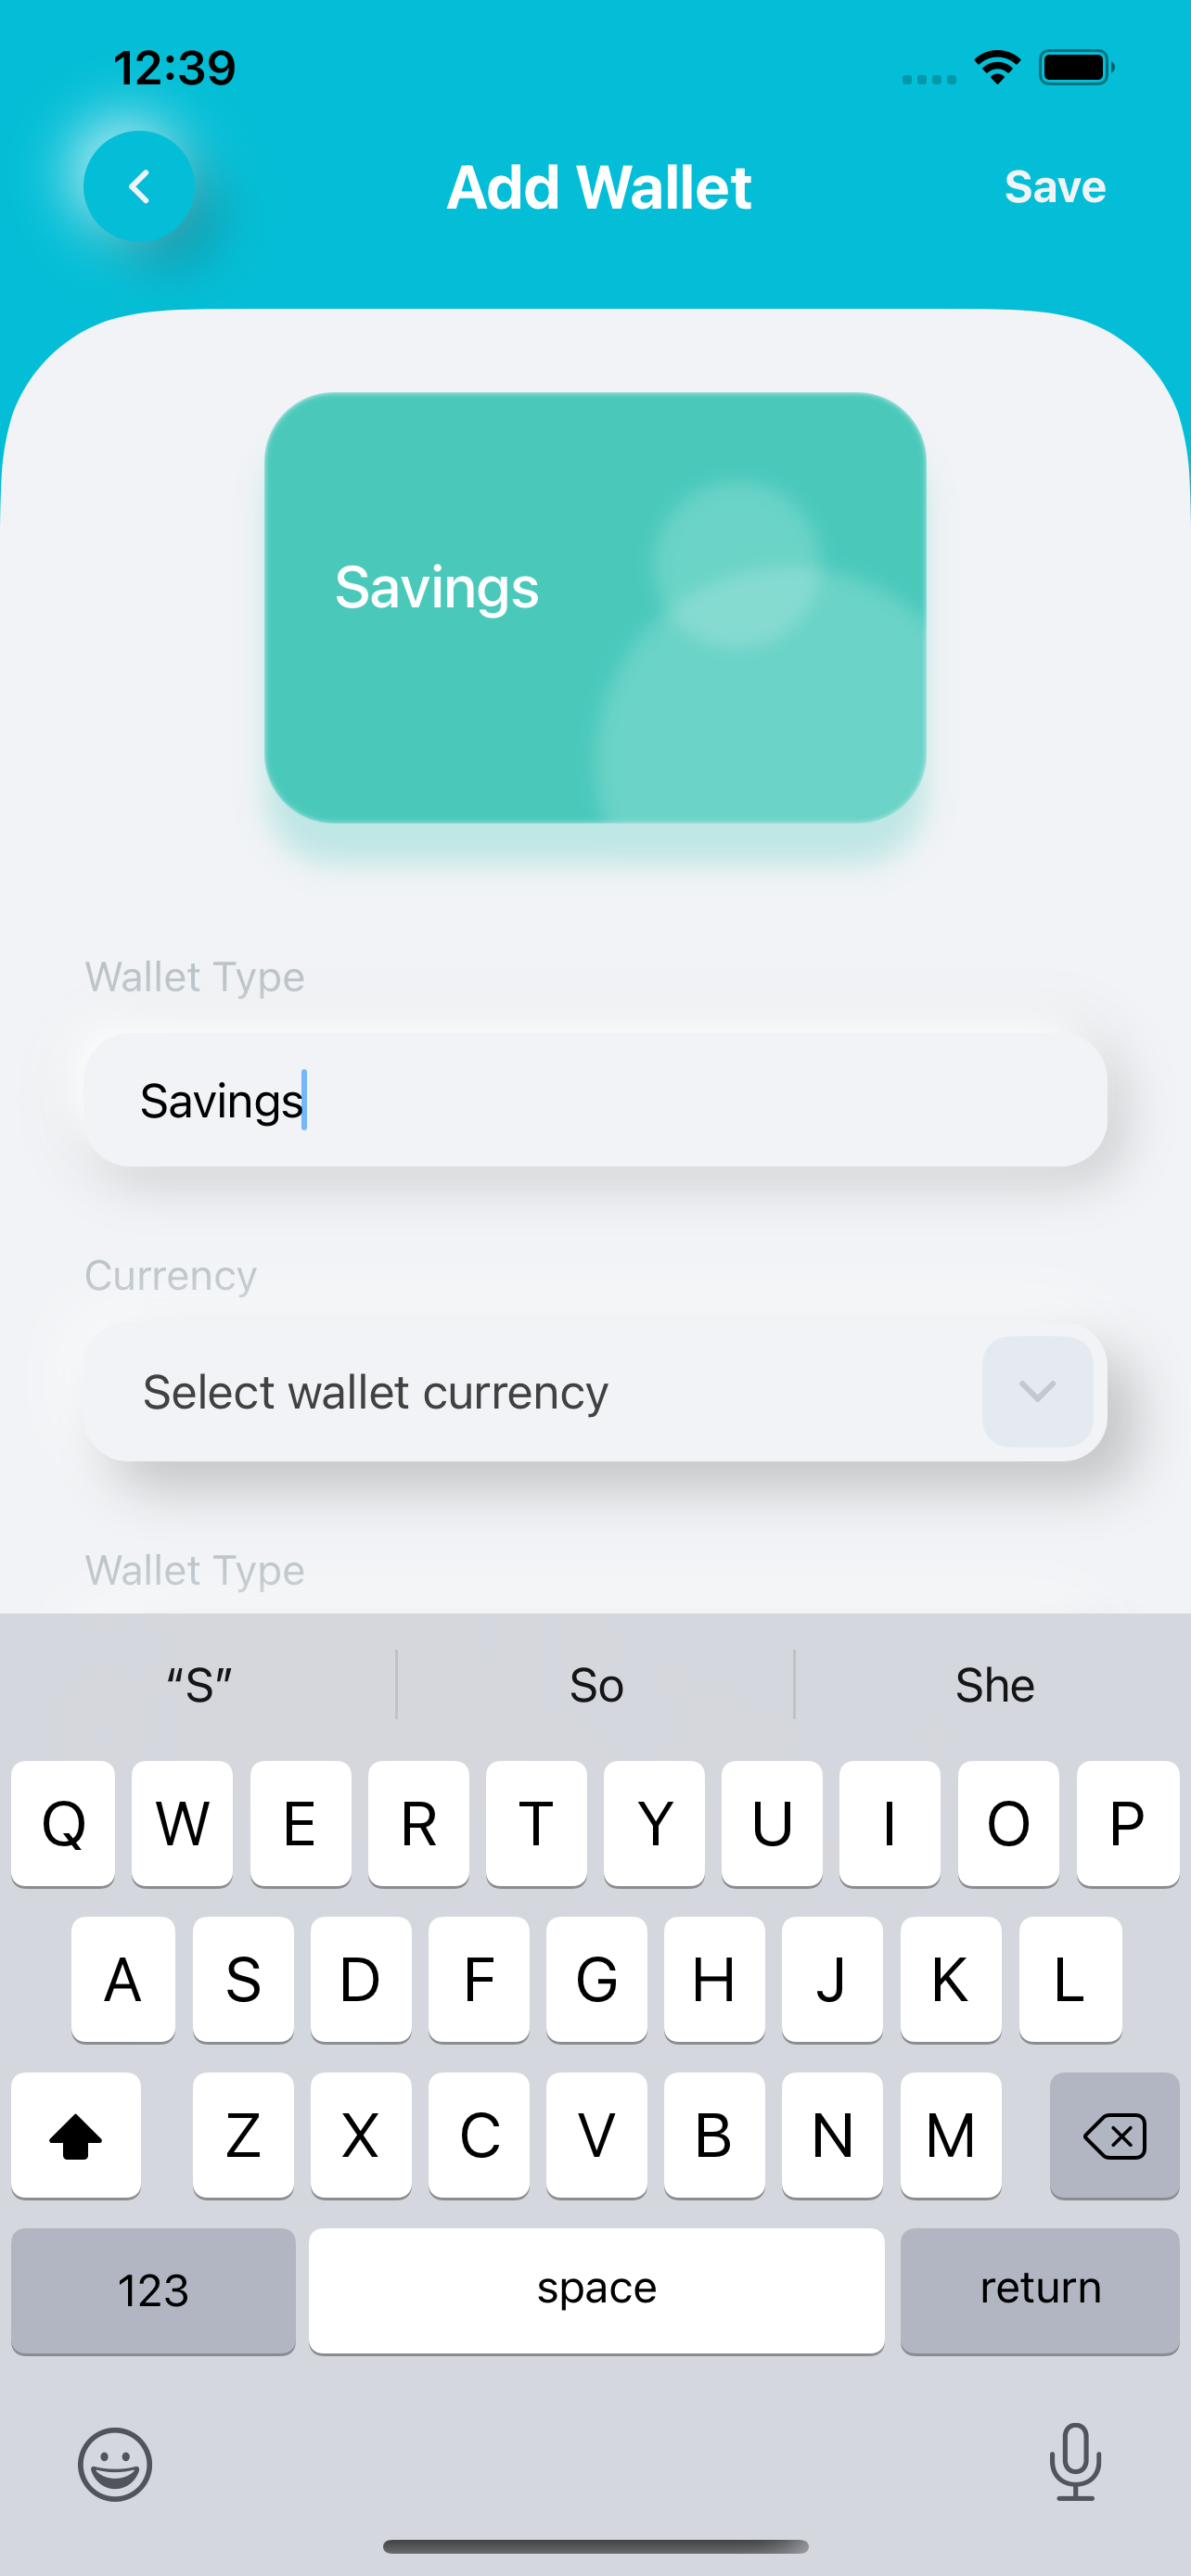 12:39
Add Wallet
Save
Savings
Wallet Type
Savings
Currency
Select wallet currency
Wallet Type
“S” So She
Q W E R T Y U I O P
A S D F G H J K L
Z X C V B N M
123 space return